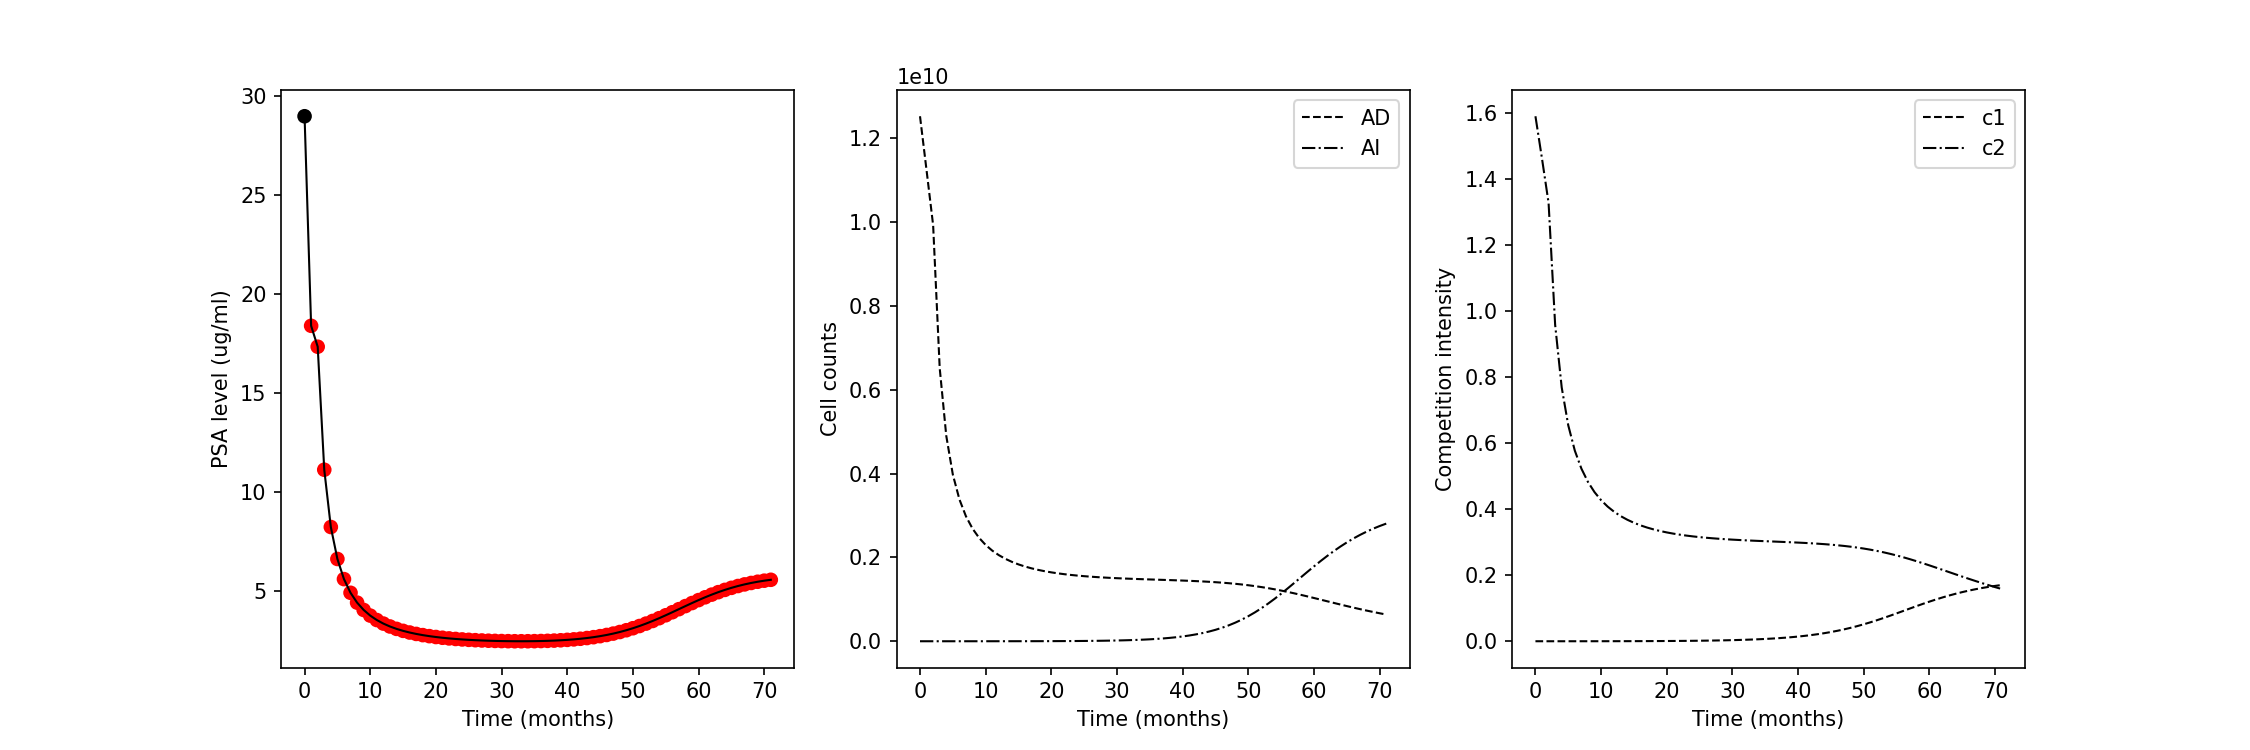 PSA level (ug/ml)
30
25
20
15
10
5
0 10 20 30 40 50 60 70
Time (months)
1e10
Cell counts
1.2
1.0
0.8
0.6
0.4
0.2
0.0
AD
AI
0 10 20 30 40 50 60 70
Time (months)
Competition intensity
1.6
1.4
1.2
1.0
0.8
0.6
0.4
0.2
0.0
c1
c2
0 10 20 30 40 50 60 70
Time (months)